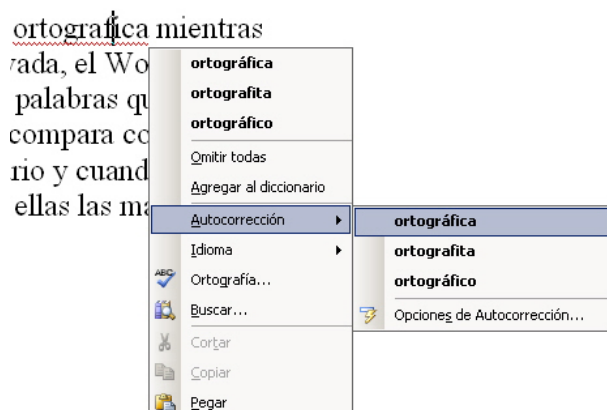 ortografica mientras
vada, el Wo
palabras qu
compara co
rio y cuand
ellas las ma
ortográfica
ortografita
ortográfico
Omitir todas
Agregar al diccionario
Autocorrección
Idioma
Ortografía...
Buscar...
Cortar
Copiar
Pegar
ortográfica
ortografita
ortográfico
Opciones de Autocorrección...